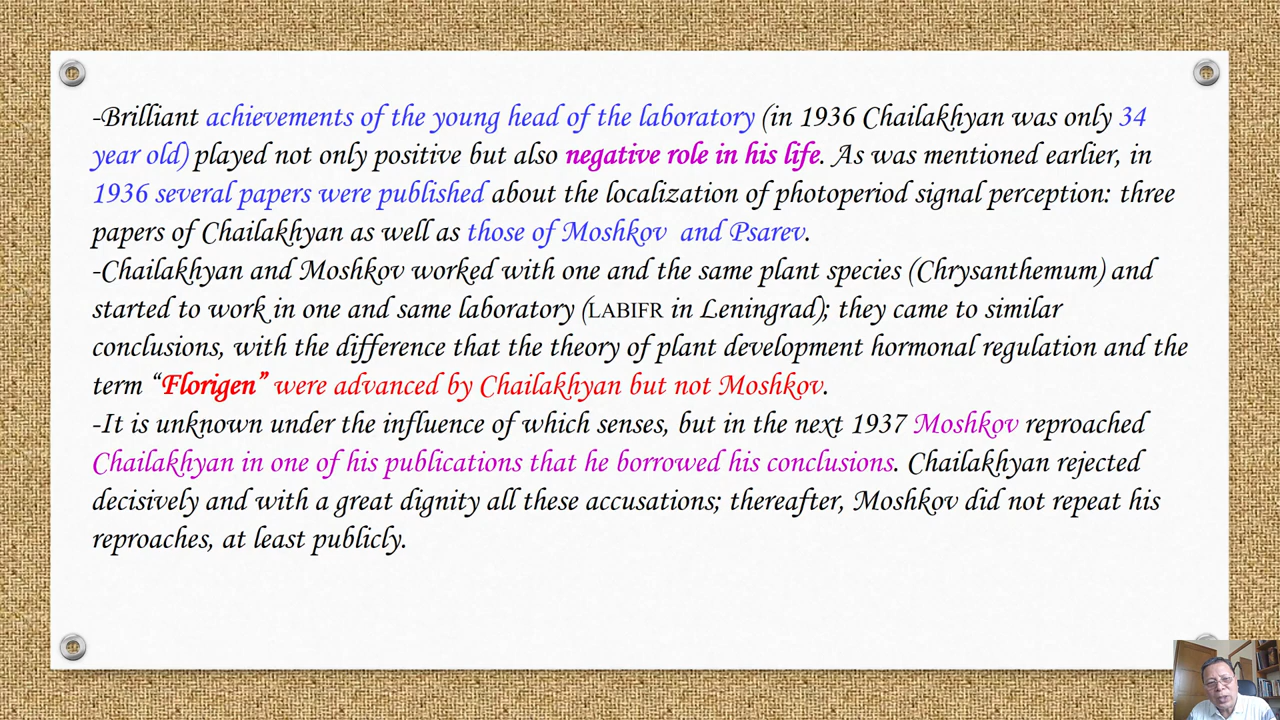 -Brilliant achievements of the young head of the laboratory (in 1936 Chailakhyan was only 34
year old) played not only positive but also negative role in his life. As was mentioned earlier, in
1936 several papers were published about the localization of photoperiod signal perception: three
papers of Chailakhyan as well as those of Moshkov and Psarev.
-Chailakhyan and Moshkov worked with one and the same plant species (Chrysanthemum) and
started to work in one and same laboratory (LABIFR in Leningrad); they came to similar
conclusions, with the difference that the theory of plant development hormonal regulation and the
term “Florigen” were advanced by Chailakhyan but not Moshkov.
-It is unknown under the influence of which senses, but in the next 1937 Moshkov reproached
Chailakhyan in one of his publications that he borrowed his conclusions. Chailakhyan rejected
decisively and with a great dignity all these accusations; thereafter, Moshkov did not repeat his
reproaches, at least publicly.